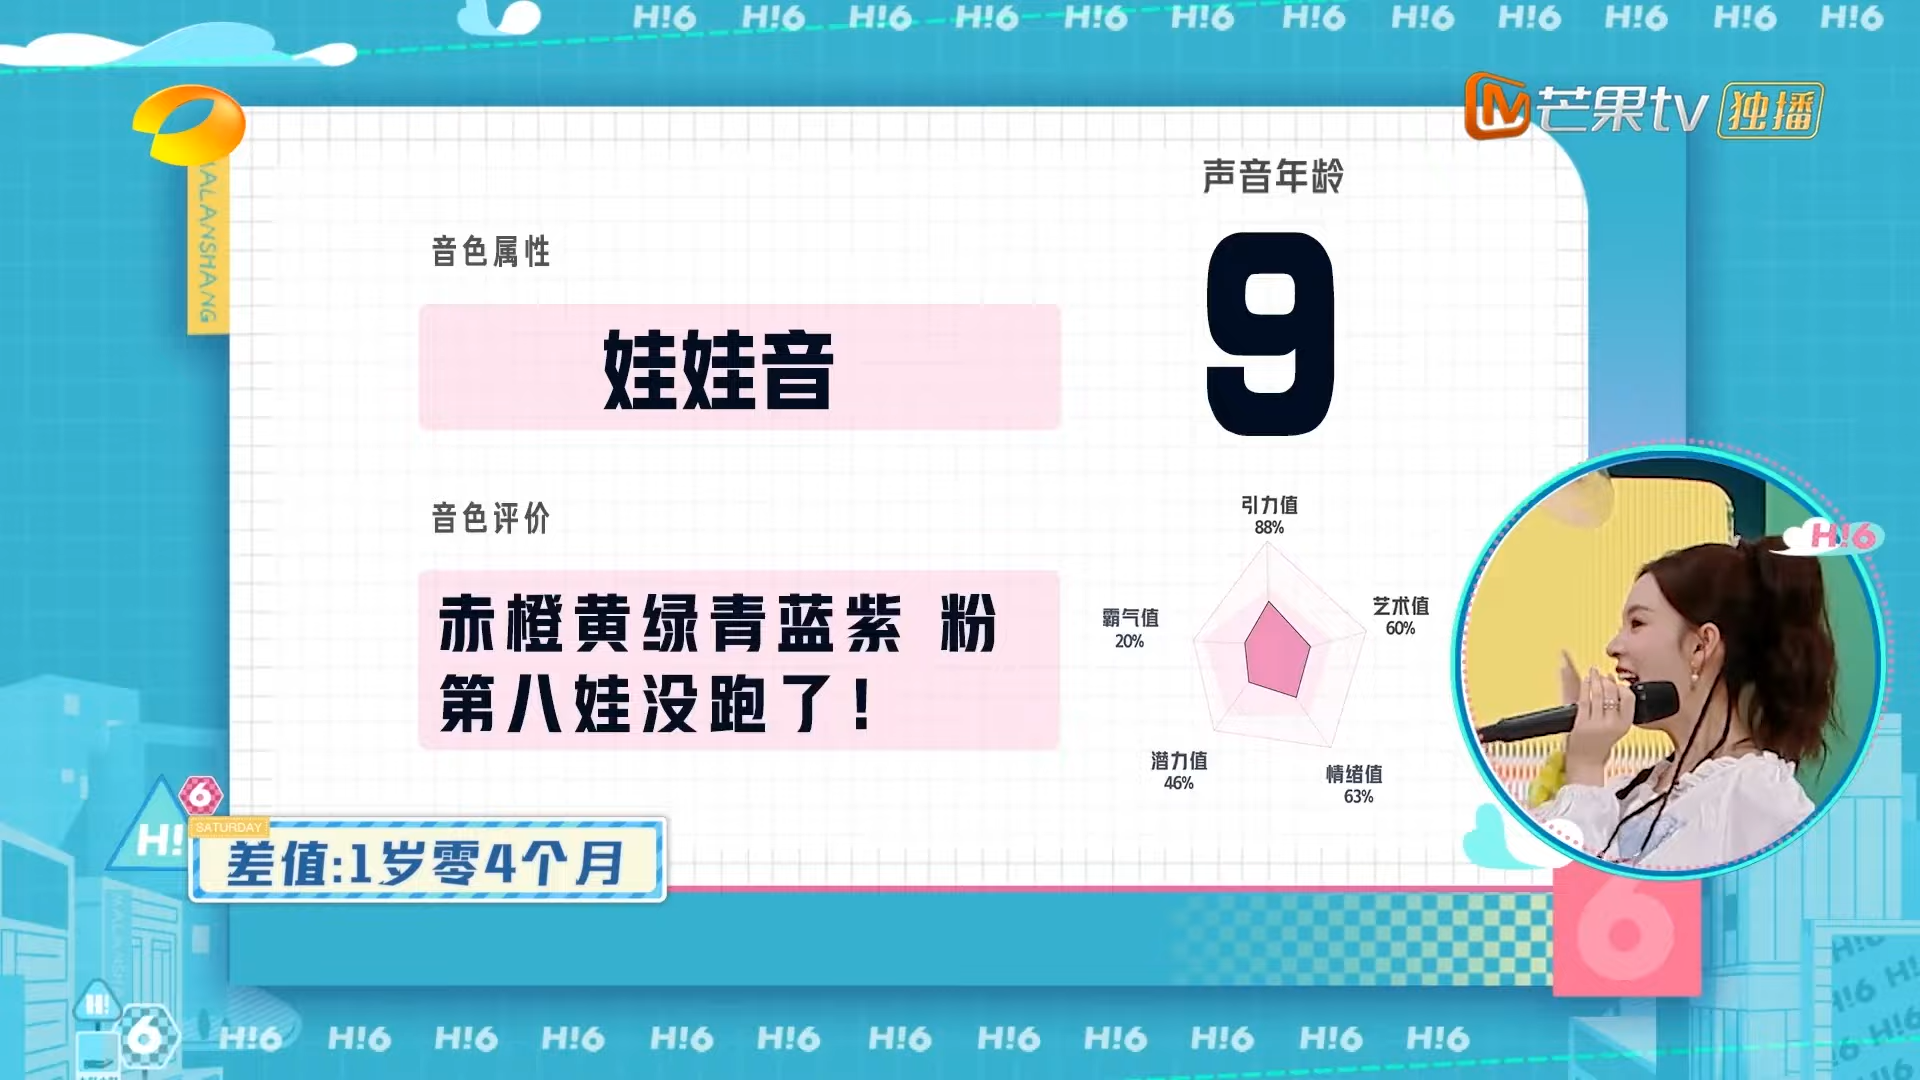 H!6 H!6 H!6 H!6 H!6 H!6 H!6 H!6 H!6 H!6 H!6 H!6
芒果tv 独播
ALANSHANG
声音年龄
9
音色属性
娃娃音
音色评价
赤橙黄绿青蓝紫 粉
第八娃没跑了!
引力值
88%
艺术值
60%
霸气值
20%
潜力值
46%
情绪值
63%
H!6
H!
6
SATURDAY
差值:1岁零4个月
6
H!
6
H!6 H!6 H!6 H!6 H!6 H!6 H!6 H!6 H!6 H!6 H!6 H!6